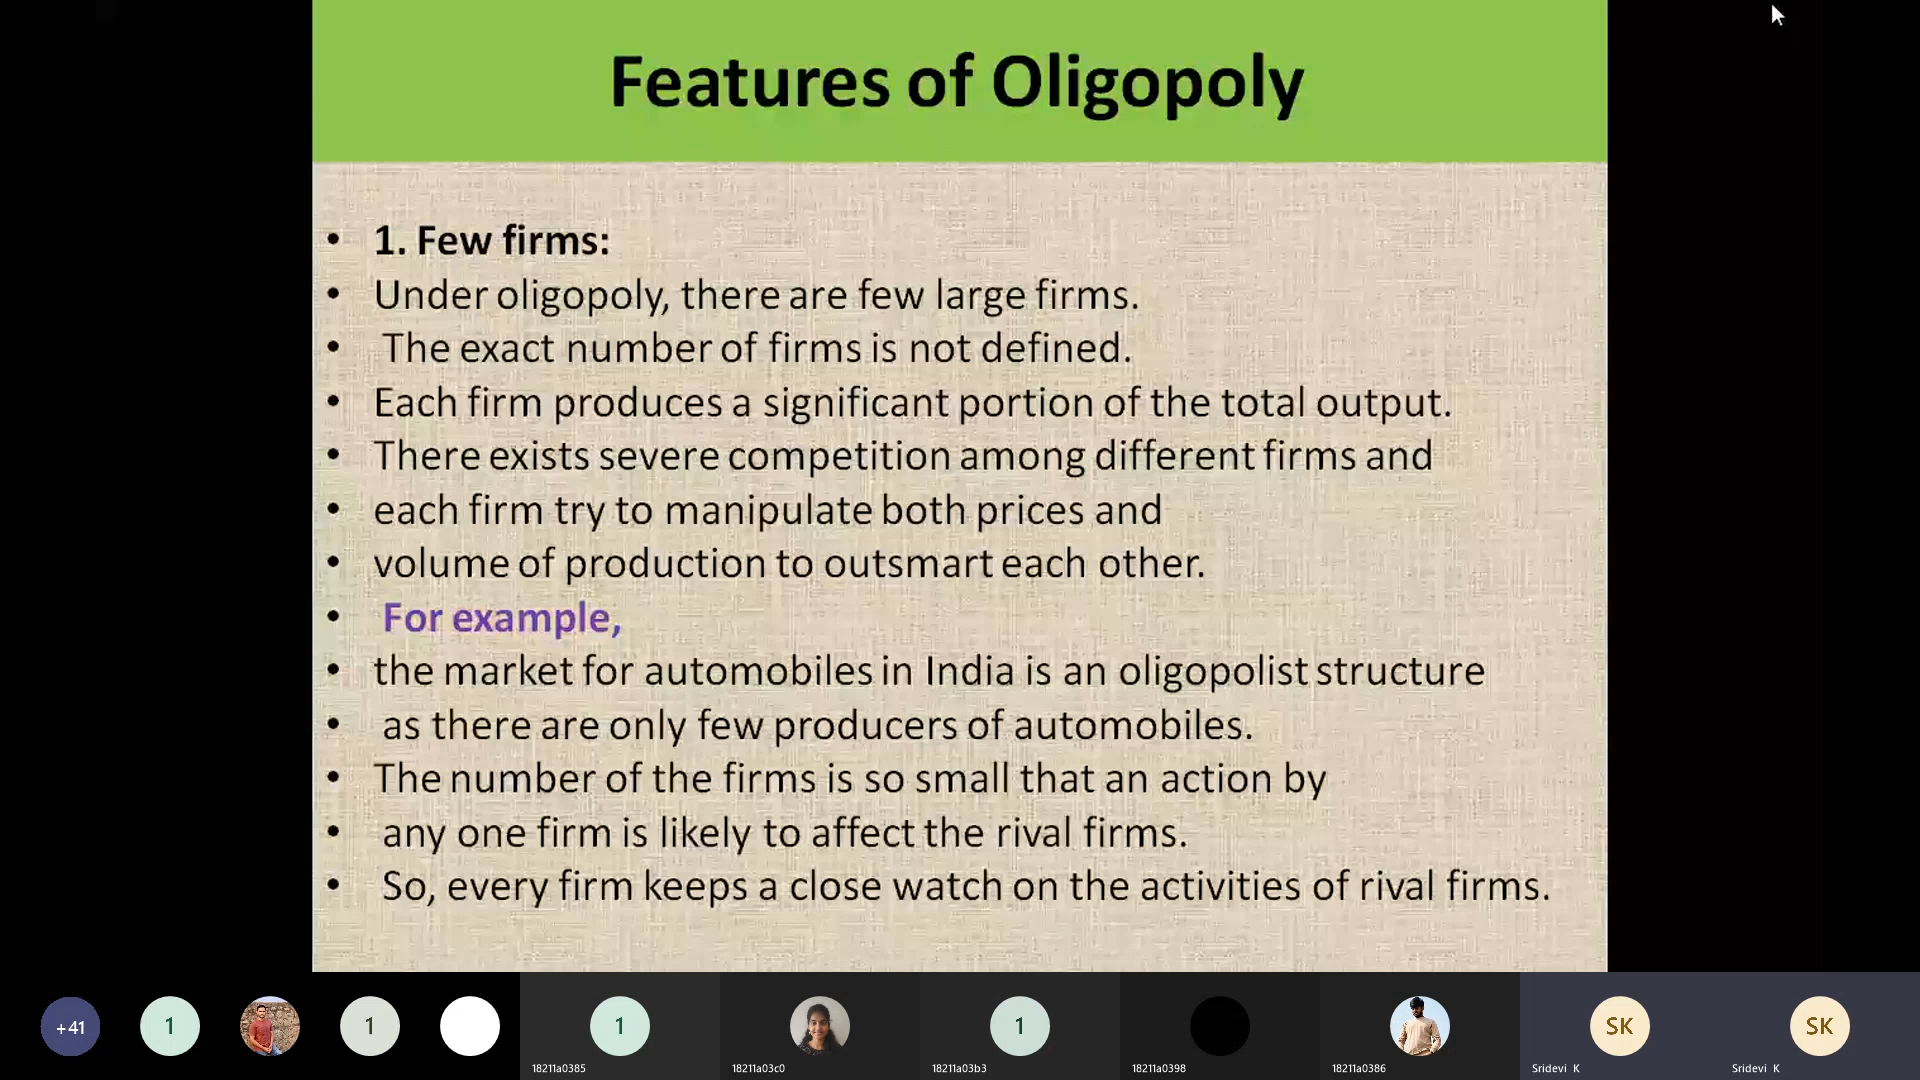 Features of Oligopoly
• 1. Few firms:
• Under oligopoly, there are few large firms.
• The exact number of firms is not defined.
• Each firm produces a significant portion of the total output.
• There exists severe competition among different firms and
• each firm try to manipulate both prices and
• volume of production to outsmart each other.
• For example,
• the market for automobiles in India is an oligopolist structure
• as there are only few producers of automobiles.
• The number of the firms is so small that an action by
• any one firm is likely to affect the rival firms.
• So, every firm keeps a close watch on the activities of rival firms.
+41 1 1 1 1 SK SK
18211a0385 18211a03c0 18211a03b3 18211a0398 18211a0386 Sridevi K Sridevi K